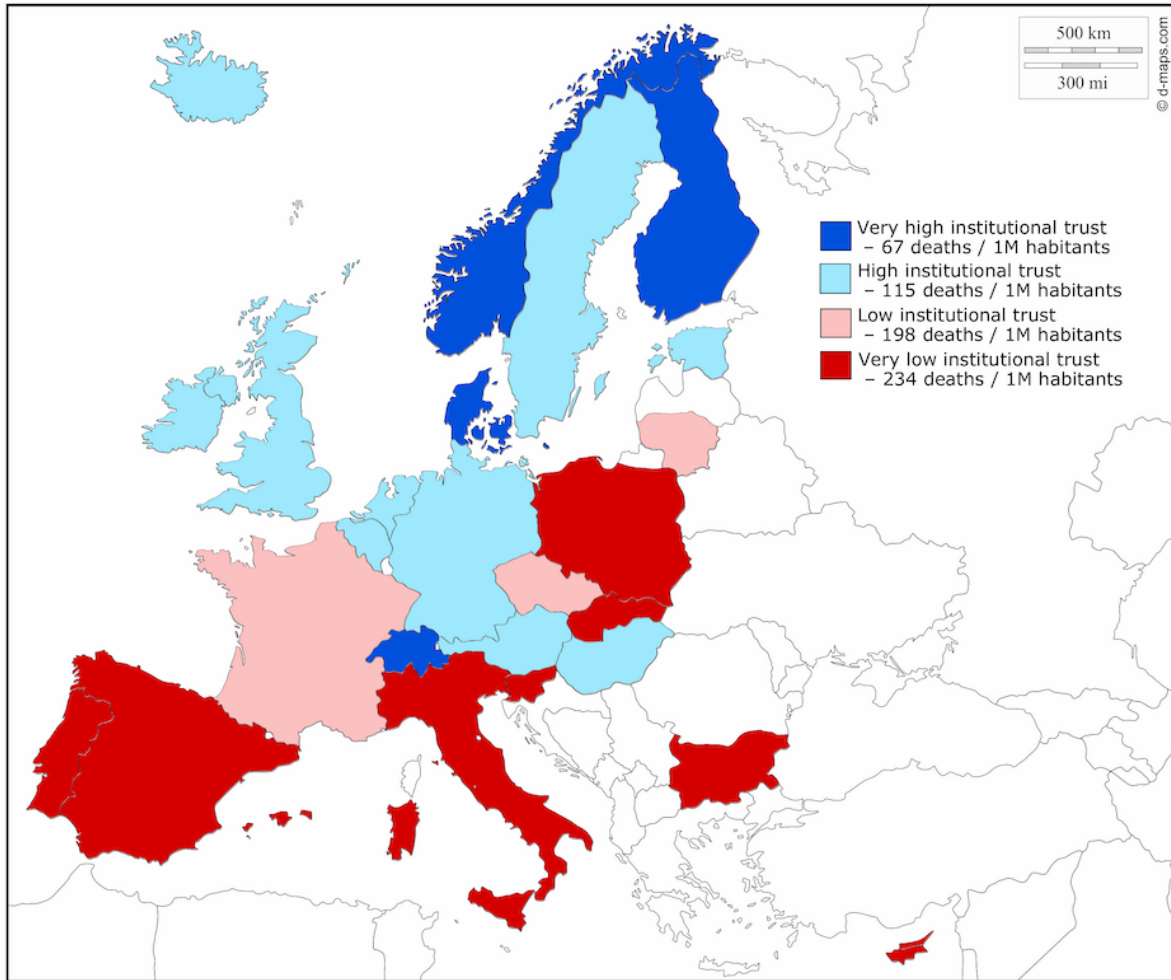 500 km
300 mi
© d-maps.com
Very high institutional trust
– 67 deaths / 1M habitants
High institutional trust
– 115 deaths / 1M habitants
Low institutional trust
– 198 deaths / 1M habitants
Very low institutional trust
– 234 deaths / 1M habitants